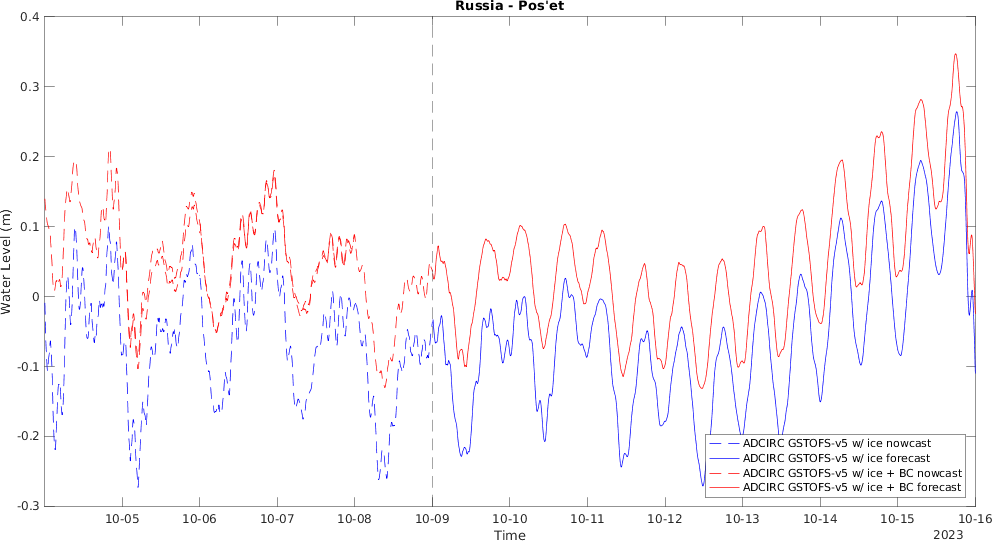 Russia - Pos'et
0.4
0.3
0.2
0.1
0
-0.1
-0.2
-0.3
Water Level (m)
ADCIRC GSTOFS-v5 w/ ice nowcast
ADCIRC GSTOFS-v5 w/ ice forecast
ADCIRC GSTOFS-v5 w/ ice + BC nowcast
ADCIRC GSTOFS-v5 w/ ice + BC forecast
10-05 10-06 10-07 10-08 10-09 10-10 10-11 10-12 10-13 10-14 10-15 10-16
Time
2023